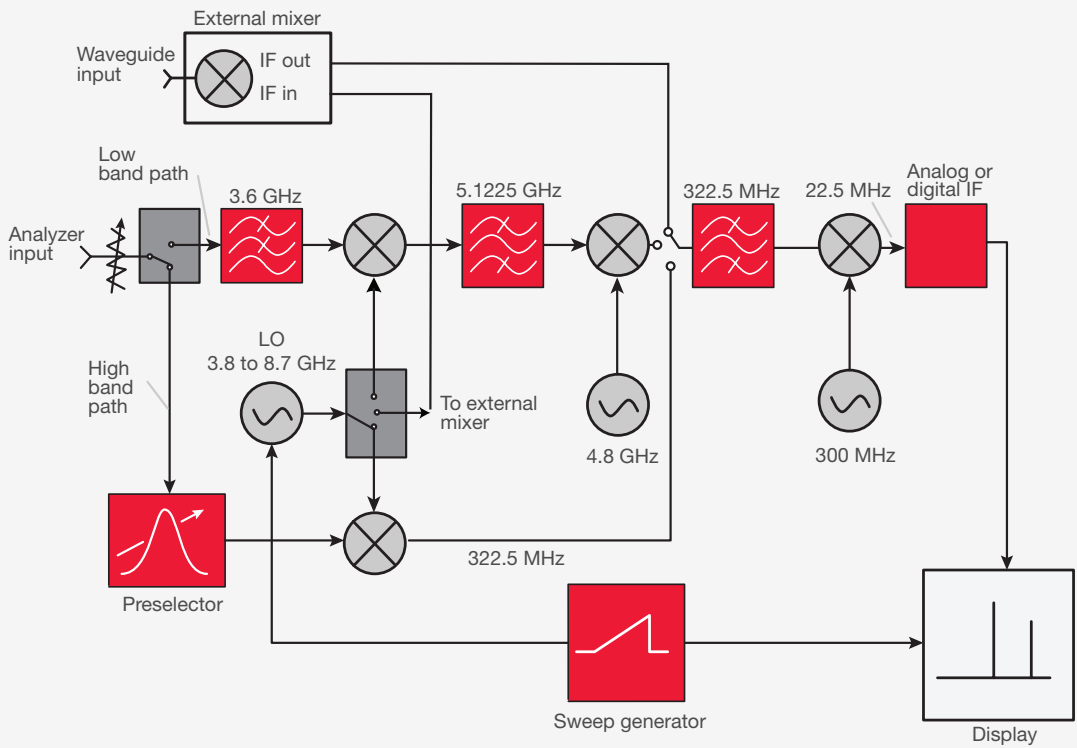 External mixer
Waveguide
input
IF out
IF in
Low
band path
3.6 GHz
5.1225 GHz
322.5 MHz
22.5 MHz
Analog or
digital IF
Analyzer
input
LO
3.8 to 8.7 GHz
High
band path
To external
mixer
4.8 GHz
300 MHz
322.5 MHz
Preselector
Sweep generator
Display